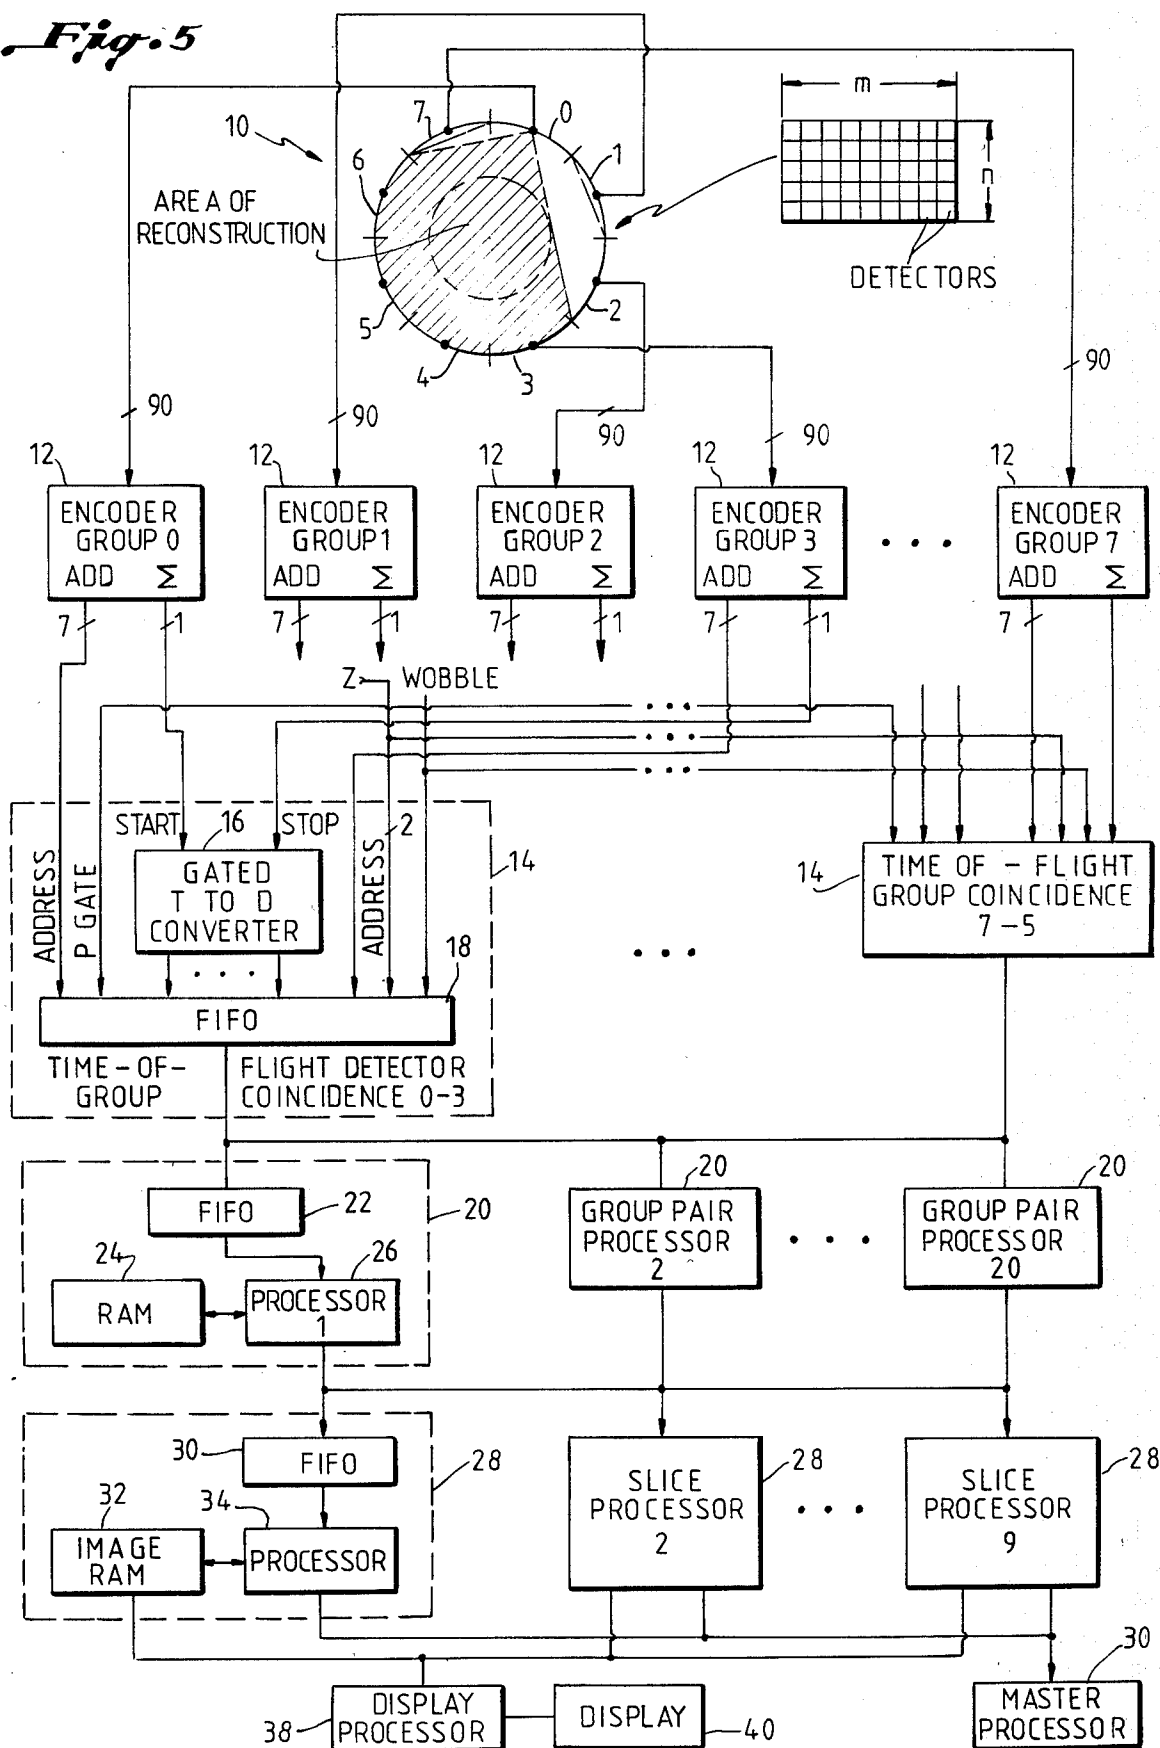 Fig. 5
m
n
DETECTORS
10
7
0
1
6
2
5
4
3
AREA OF
RECONSTRUCTION
90
90
90
90
90
12
12
12
12
12
ENCODER
GROUP 0
ADD Σ
ENCODER
GROUP 1
ADD Σ
ENCODER
GROUP 2
ADD Σ
ENCODER
GROUP 3
ADD Σ
• • •
ENCODER
GROUP 7
ADD Σ
7
1
7
1
7
1
7
1
7
Z
WOBBLE
START
16
STOP
2
14
ADDRESS
P GATE
GATED
T TO D
CONVERTER
ADDRESS
18
FIFO
TIME-OF-
GROUP
FLIGHT DETECTOR
COINCIDENCE 0-3
14
TIME OF - FLIGHT
GROUP COINCIDENCE
7-5
FIFO
22
20
24
RAM
26
PROCESSOR
1
20
GROUP PAIR
PROCESSOR
2
20
GROUP PAIR
PROCESSOR
20
30
FIFO
28
32
IMAGE
RAM
34
PROCESSOR
28
SLICE
PROCESSOR
2
28
SLICE
PROCESSOR
9
38
DISPLAY
PROCESSOR
DISPLAY
40
30
MASTER
PROCESSOR